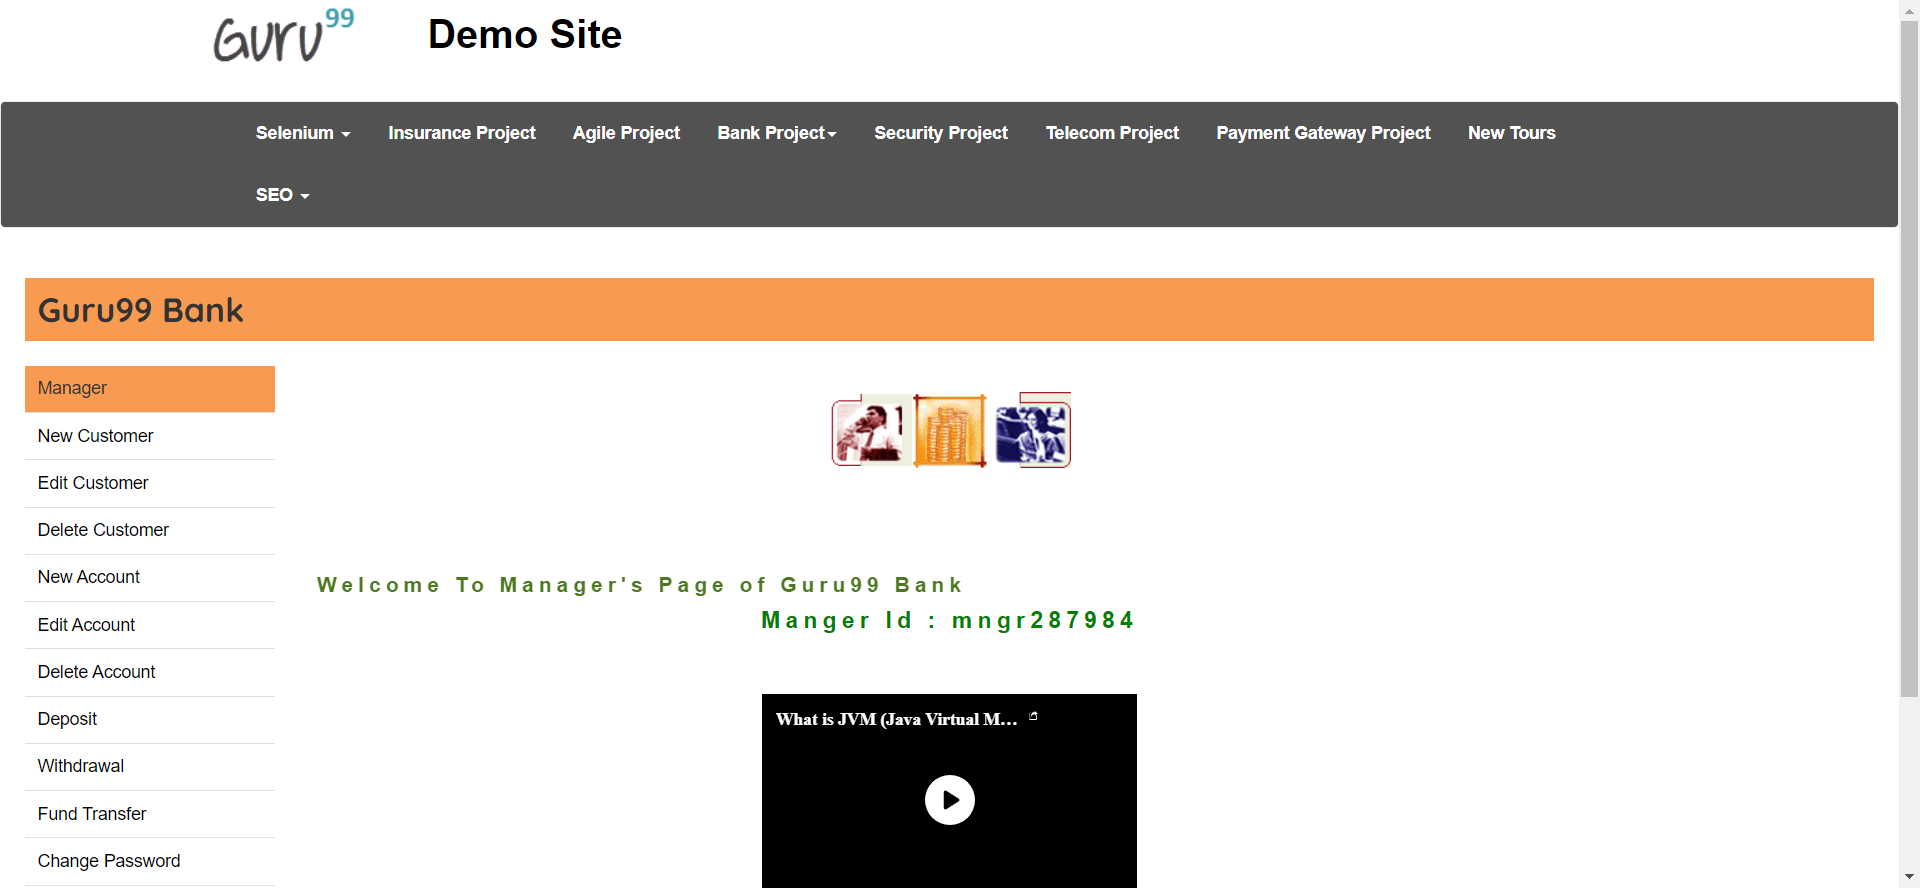 Guru99
Demo Site
Selenium Insurance Project Agile Project Bank Project Security Project Telecom Project Payment Gateway Project New Tours
SEO
Guru99 Bank
Manager
New Customer
Edit Customer
Delete Customer
New Account
Edit Account
Delete Account
Deposit
Withdrawal
Fund Transfer
Change Password
Welcome To Manager's Page of Guru99 Bank
Manger Id : mngr287984
What is JVM (Java Virtual M...